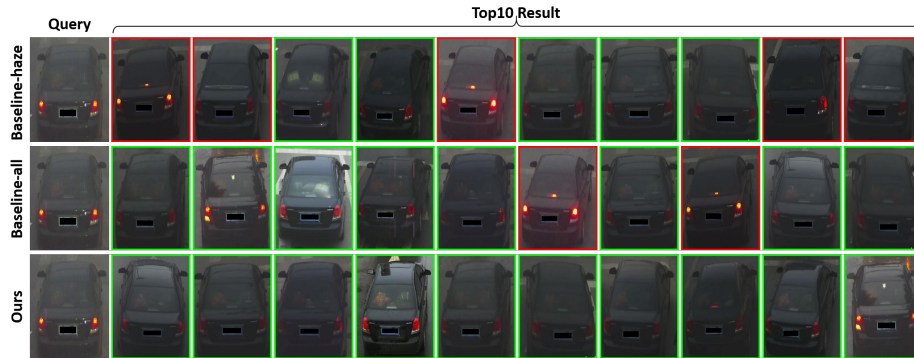 Query
Top10 Result
Baseline-haze
Baseline-all
Ours